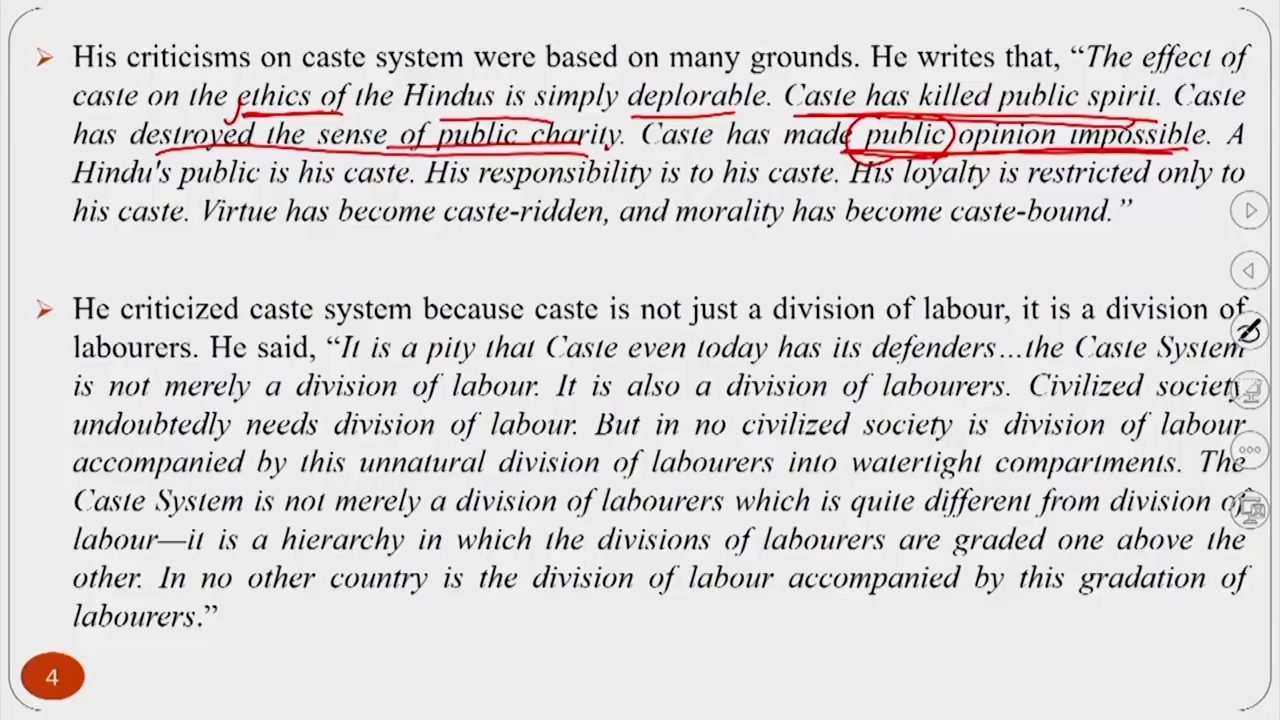 His criticisms on caste system were based on many grounds. He writes that, “The effect of
caste on the ethics of the Hindus is simply deplorable. Caste has killed public spirit. Caste
has destroyed the sense of public charity. Caste has made public opinion impossible. A
Hindu's public is his caste. His responsibility is to his caste. His loyalty is restricted only to
his caste. Virtue has become caste-ridden, and morality has become caste-bound.”
He criticized caste system because caste is not just a division of labour, it is a division of
labourers. He said, “It is a pity that Caste even today has its defenders…the Caste System
is not merely a division of labour. It is also a division of labourers. Civilized society
undoubtedly needs division of labour. But in no civilized society is division of labour
accompanied by this unnatural division of labourers into watertight compartments. The
Caste System is not merely a division of labourers which is quite different from division of
labour—it is a hierarchy in which the divisions of labourers are graded one above the
other. In no other country is the division of labour accompanied by this gradation of
labourers.”
4